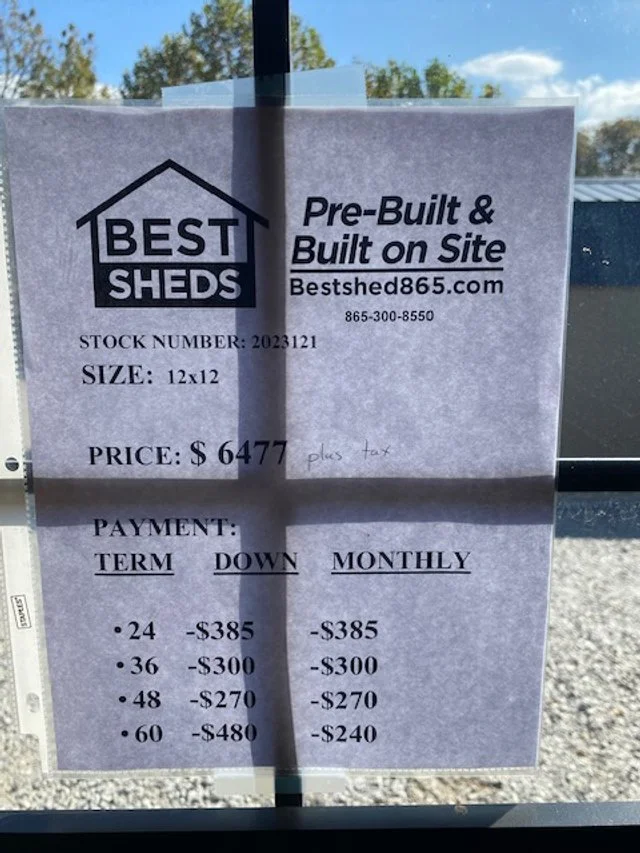 BEST
SHEDS
Pre-Built &
Built on Site
Bestshed865.com
865-300-8550
STOCK NUMBER: 2023121
SIZE: 12x12
PRICE: $ 6477 plus tax
PAYMENT:
TERM DOWN MONTHLY
• 24 -$385 -$385
• 36 -$300 -$300
• 48 -$270 -$270
• 60 -$480 -$240
STAPLES